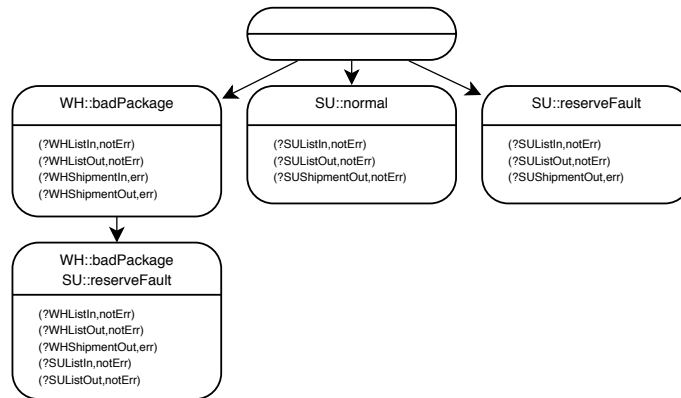 WH::badPackage
(?WHListIn,notErr)
(?WHListOut,notErr)
(?WHShipmentIn,err)
(?WHShipmentOut,err)
SU::normal
(?SUListIn,notErr)
(?SUListOut,notErr)
(?SUShipmentOut,notErr)
SU::reserveFault
(?SUListIn,notErr)
(?SUListOut,notErr)
(?SUShipmentOut,err)
WH::badPackage
SU::reserveFault
(?WHListIn,notErr)
(?WHListOut,notErr)
(?WHShipmentOut,err)
(?SUListIn,notErr)
(?SUListOut,notErr)